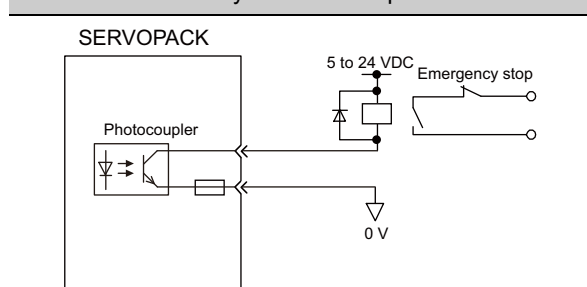 SERVOPACK
5 to 24 VDC
Emergency stop
Photocoupler
0 V